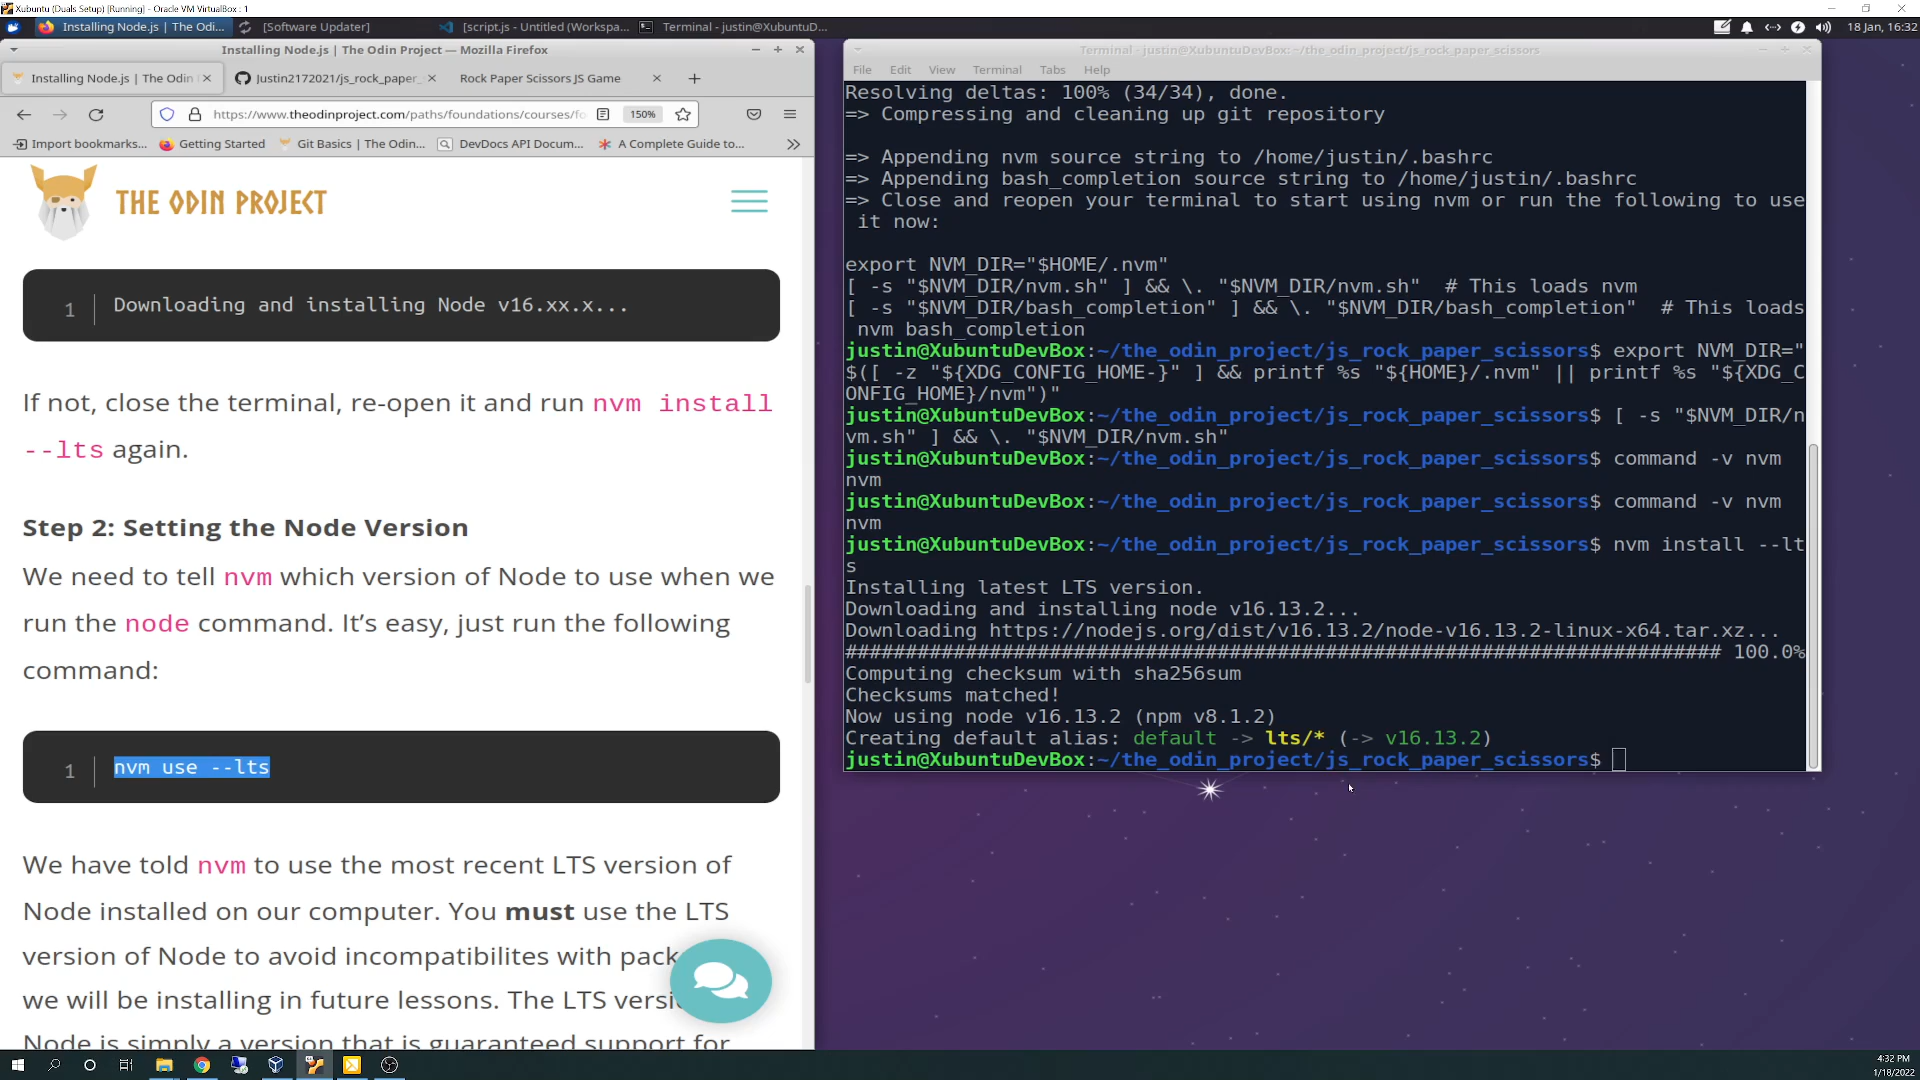 Xubuntu (Duals Setup) [Running] - Oracle VM VirtualBox : 1
Installing Node.js | The Odi...
[Software Updater]
[script.js - Untitled (Workspa...
Terminal - justin@XubuntuD...
18 Jan, 16:32
Installing Node.js | The Odin Project — Mozilla Firefox
Installing Node.js | The Odin
Justin2172021/js_rock_paper_
Rock Paper Scissors JS Game
https://www.theodinproject.com/paths/foundations/courses/fo
150%
Import bookmarks...
Getting Started
Git Basics | The Odin...
DevDocs API Docum...
A Complete Guide to...
THE ODIN PROJECT
1 Downloading and installing Node v16.xx.x...
If not, close the terminal, re-open it and run nvm install
--lts again.
Step 2: Setting the Node Version
We need to tell nvm which version of Node to use when we
run the node command. It’s easy, just run the following
command:
1 nvm use --lts
We have told nvm to use the most recent LTS version of
Node installed on our computer. You must use the LTS
version of Node to avoid incompatibilites with pack
we will be installing in future lessons. The LTS versi
Node is simply a version that is guaranteed support for
Terminal - justin@XubuntuDevBox: ~/the_odin_project/js_rock_paper_scissors
File Edit View Terminal Tabs Help
Resolving deltas: 100% (34/34), done.
=> Compressing and cleaning up git repository
=> Appending nvm source string to /home/justin/.bashrc
=> Appending bash_completion source string to /home/justin/.bashrc
=> Close and reopen your terminal to start using nvm or run the following to use
it now:
export NVM_DIR="$HOME/.nvm"
[ -s "$NVM_DIR/nvm.sh" ] && \. "$NVM_DIR/nvm.sh"  # This loads nvm
[ -s "$NVM_DIR/bash_completion" ] && \. "$NVM_DIR/bash_completion"  # This loads
nvm bash_completion
justin@XubuntuDevBox:~/the_odin_project/js_rock_paper_scissors$ export NVM_DIR="
$([ -z "${XDG_CONFIG_HOME-}" ] && printf %s "${HOME}/.nvm" || printf %s "${XDG_C
ONFIG_HOME}/nvm")"
justin@XubuntuDevBox:~/the_odin_project/js_rock_paper_scissors$ [ -s "$NVM_DIR/n
vm.sh" ] && \. "$NVM_DIR/nvm.sh"
justin@XubuntuDevBox:~/the_odin_project/js_rock_paper_scissors$ command -v nvm
nvm
justin@XubuntuDevBox:~/the_odin_project/js_rock_paper_scissors$ command -v nvm
nvm
justin@XubuntuDevBox:~/the_odin_project/js_rock_paper_scissors$ nvm install --lt
s
Installing latest LTS version.
Downloading and installing node v16.13.2...
Downloading https://nodejs.org/dist/v16.13.2/node-v16.13.2-linux-x64.tar.xz...
######################################################################### 100.0%
Computing checksum with sha256sum
Checksums matched!
Now using node v16.13.2 (npm v8.1.2)
Creating default alias: default -> lts/* (-> v16.13.2)
justin@XubuntuDevBox:~/the_odin_project/js_rock_paper_scissors$
4:32 PM
1/18/2022